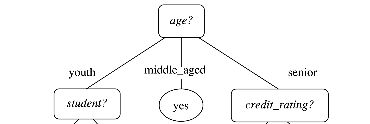 age?
youth
middle_aged
senior
student?
yes
credit_rating?